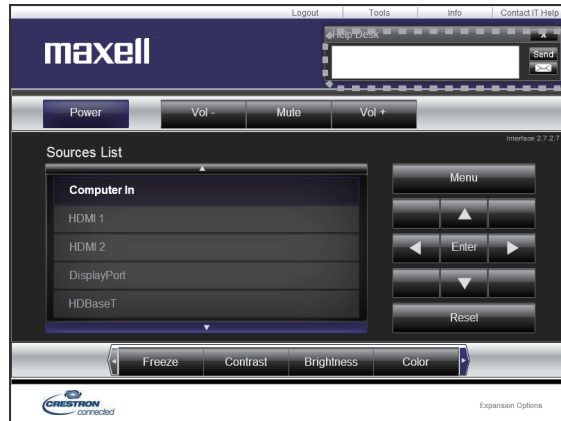 Logout Tools Info Contact IT Help
maxell
Help Desk X
Send
Power Vol - Mute Vol +
Interface 2.7.2.7
Sources List
Computer In
HDMI 1
HDMI 2
DisplayPort
HDBaseT
Menu
Enter
Reset
Freeze Contrast Brightness Color
CRESTRON
connected
Expansion Options